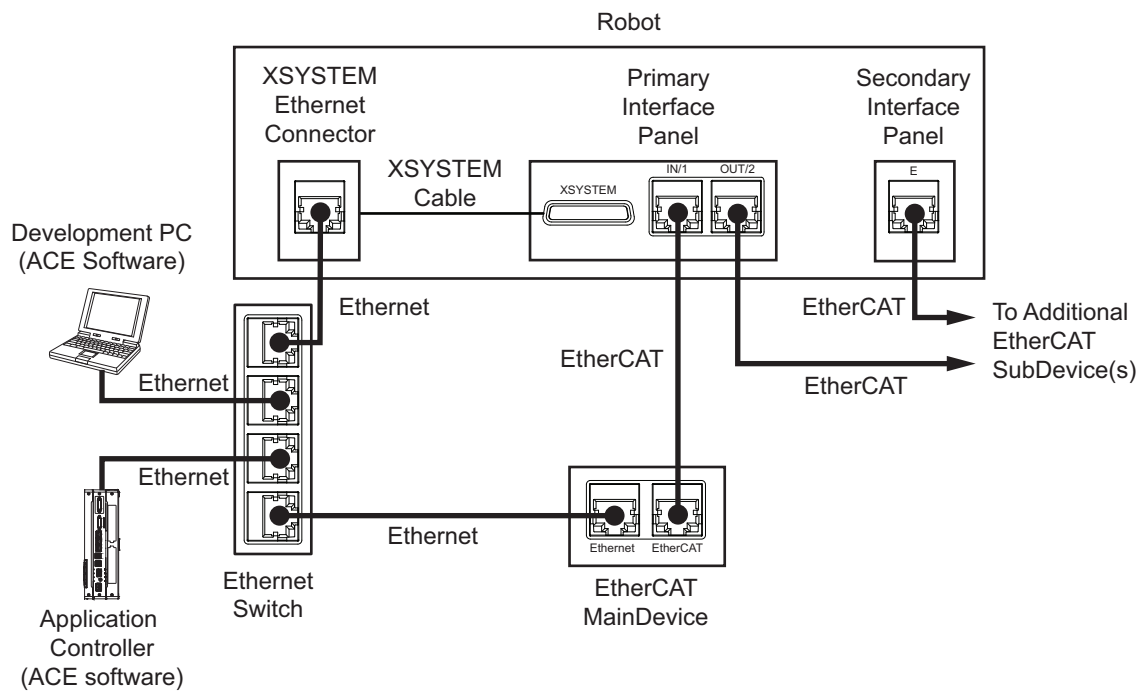 Robot
XSYSTEM
Ethernet
Connector
Primary
Interface
Panel
Secondary
Interface
Panel
XSYSTEM
Cable
XSYSTEM
IN/1
OUT/2
E
Development PC
(ACE Software)
Ethernet
EtherCAT
To Additional
EtherCAT
SubDevice(s)
EtherCAT
EtherCAT
Ethernet
Ethernet
Ethernet
Ethernet
EtherCAT
Ethernet
Switch
EtherCAT
MainDevice
Application
Controller
(ACE software)